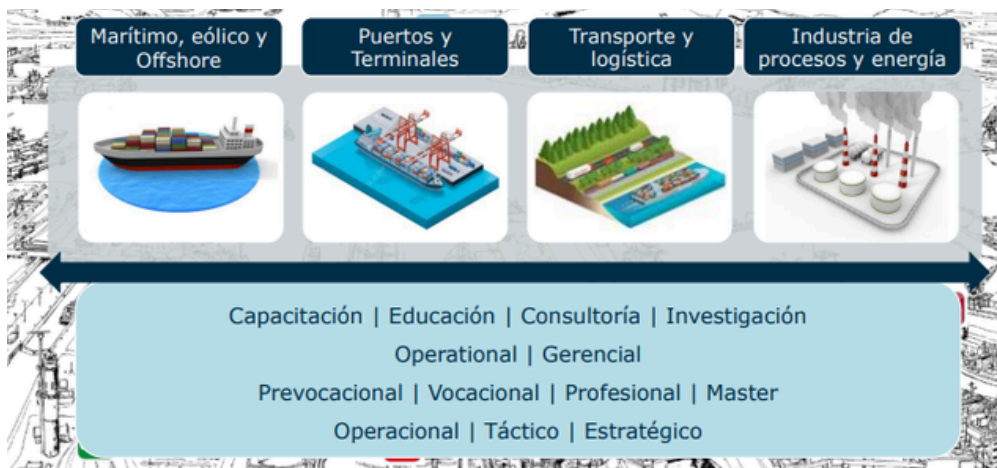 Marítimo, eólico y
Offshore
Puertos y
Terminales
Transporte y
logística
Industria de
procesos y energía
Capacitación | Educación | Consultoría | Investigación
Operational | Gerencial
Prevocacional | Vocacional | Profesional | Master
Operacional | Táctico | Estratégico